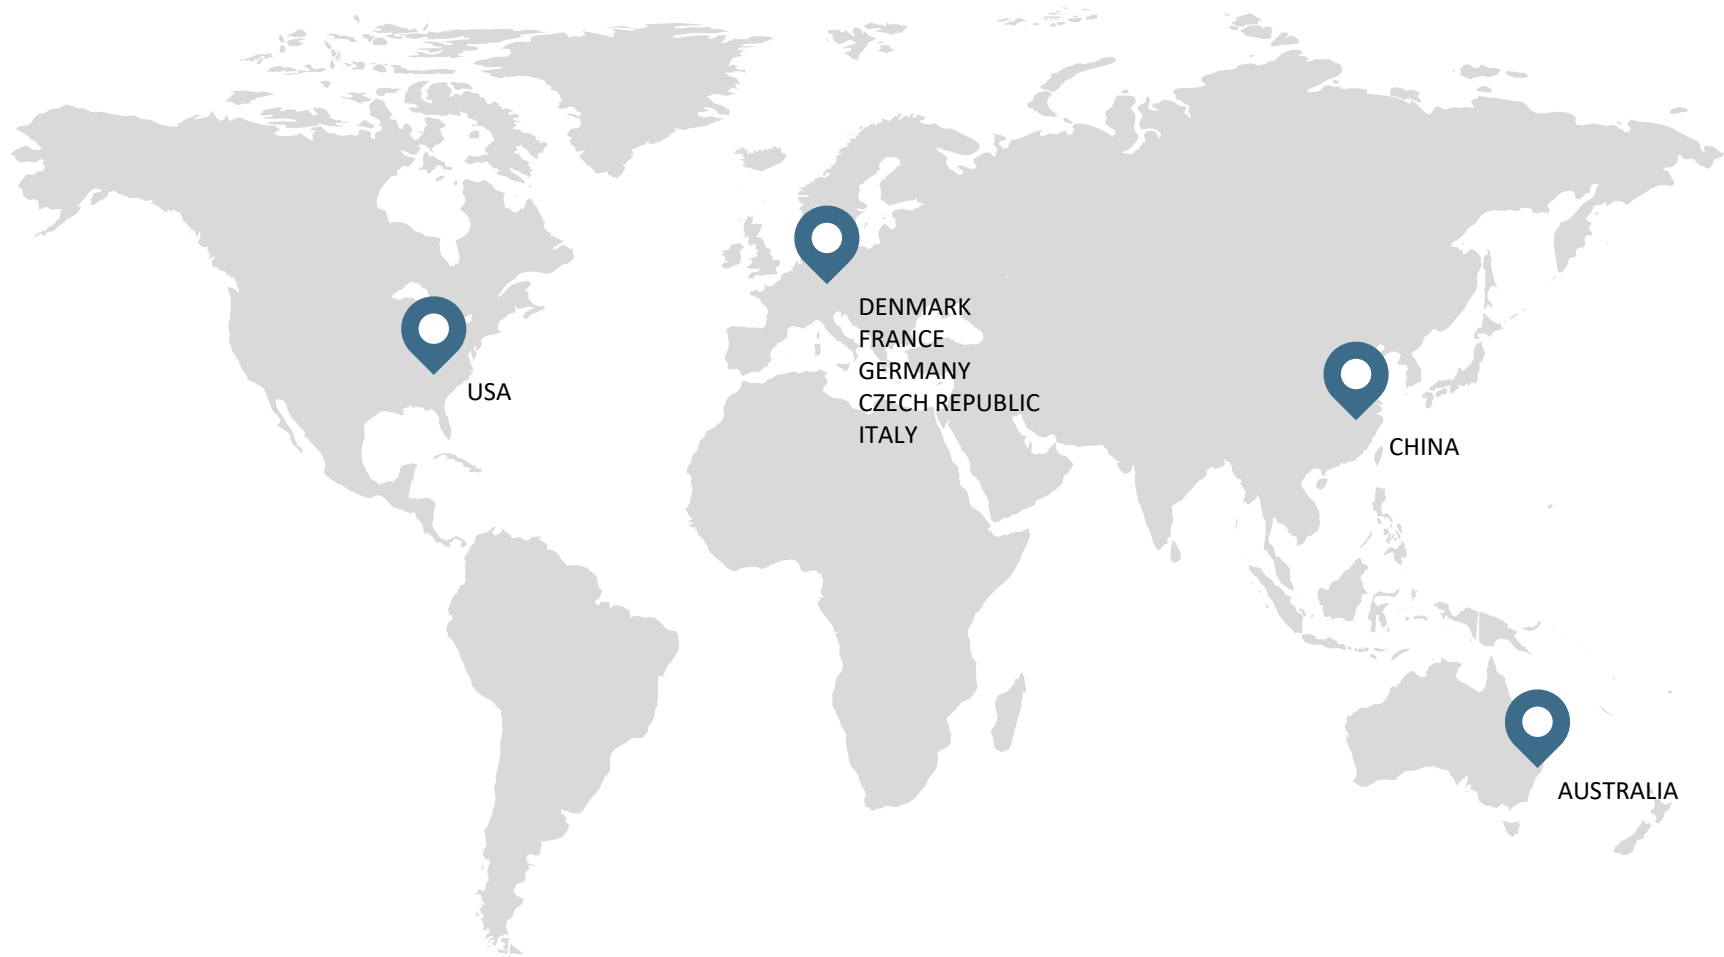 DENMARK
FRANCE
GERMANY
CZECH REPUBLIC
ITALY
USA
CHINA
AUSTRALIA